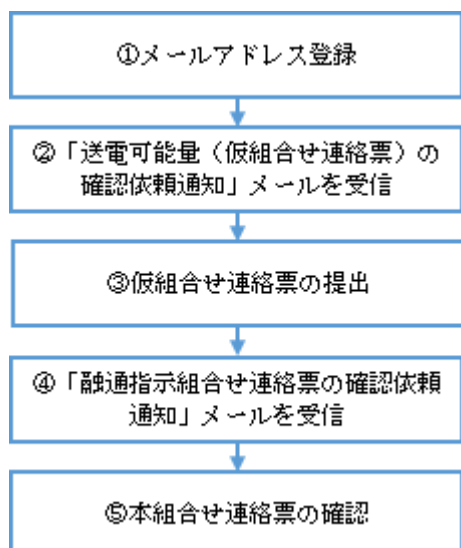 ①メールアドレス登録
②「送電可能量（仮組合せ連絡票）の
確認依頼通知」メールを受信
③仮組合せ連絡票の提出
④「融通指示組合せ連絡票の確認依頼
通知」メールを受信
⑤本組合せ連絡票の確認